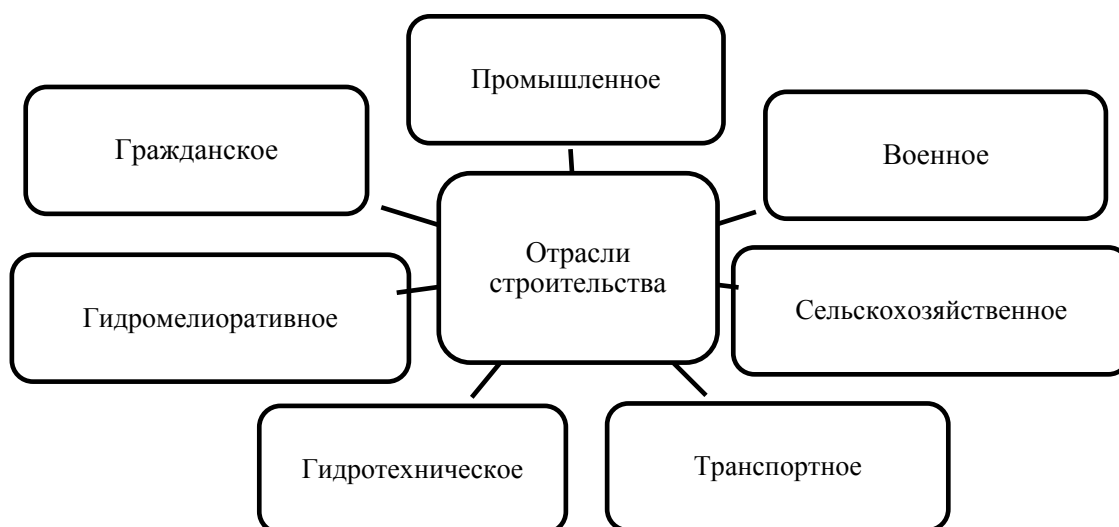 Промышленное
Гражданское
Военное
Отрасли
строительства
Гидромелиоративное
Сельскохозяйственное
Гидротехническое
Транспортное